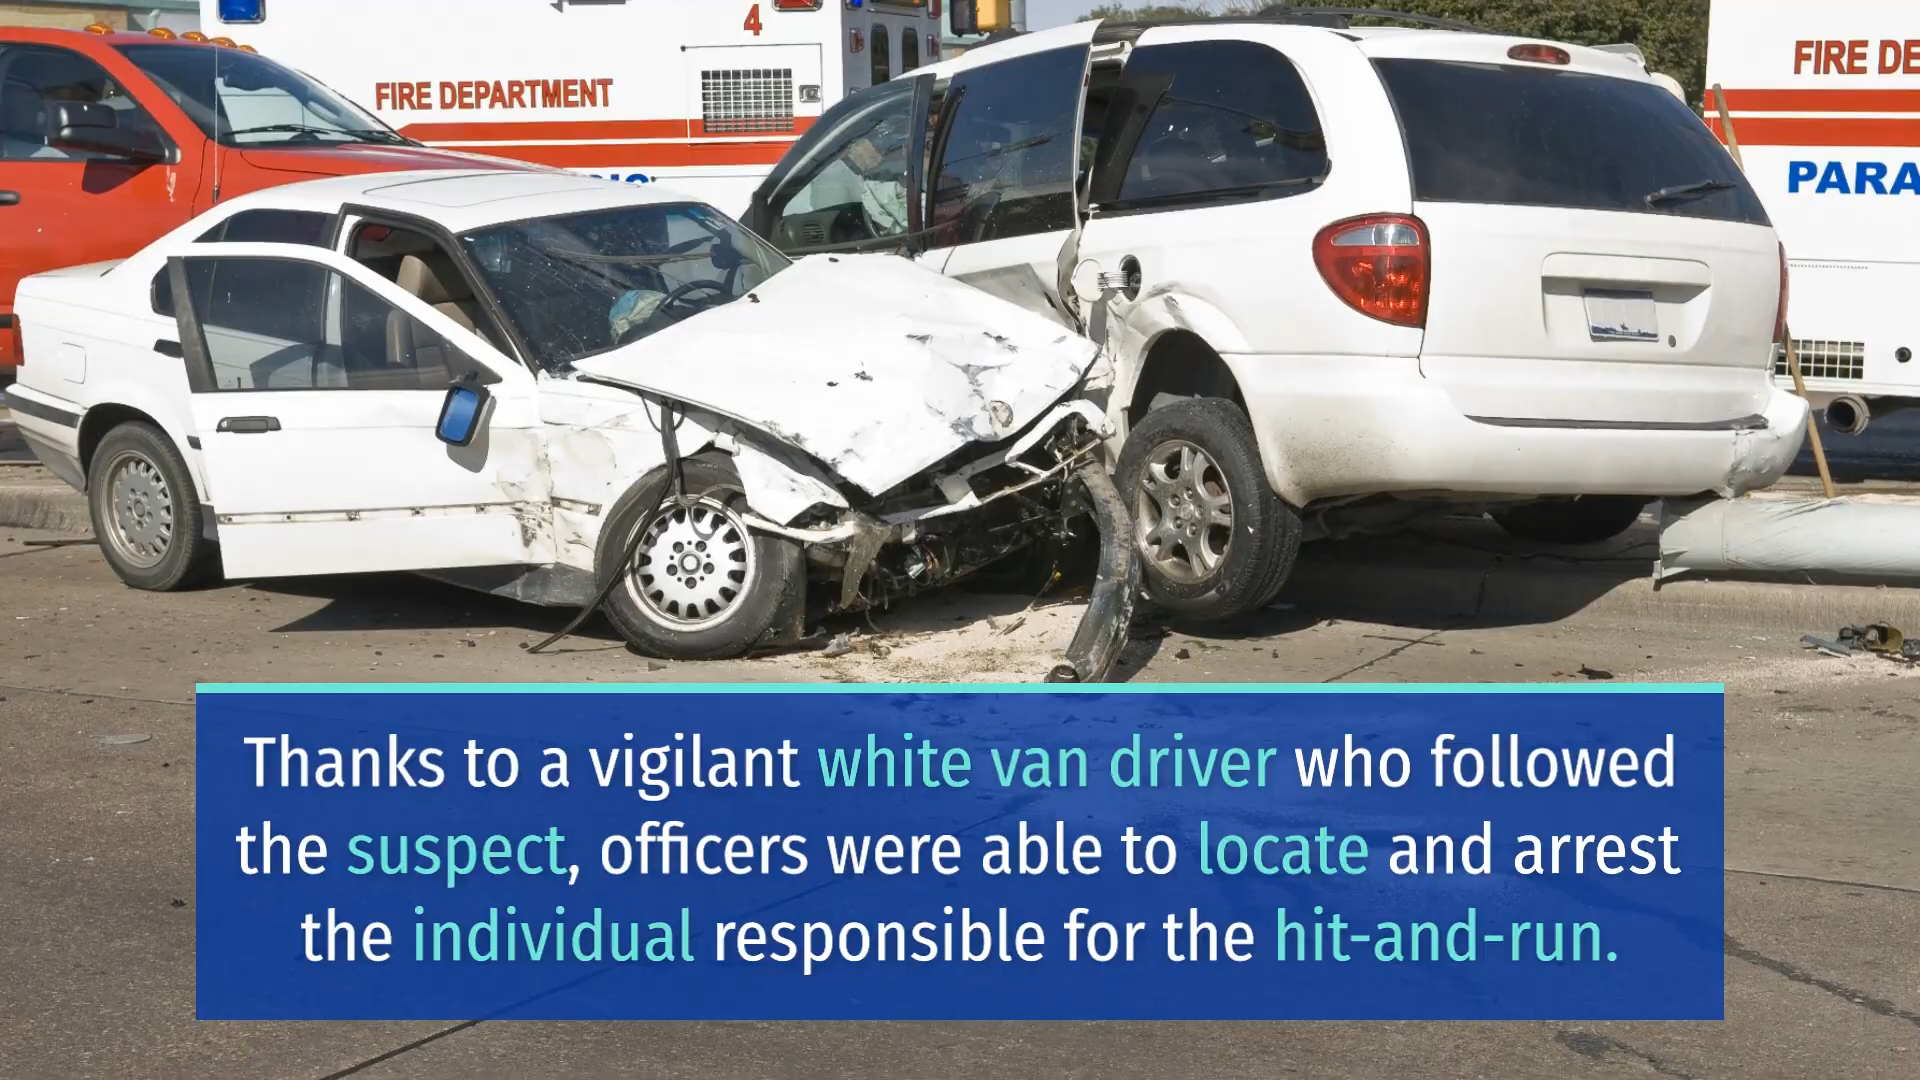 4
FIRE DEPARTMENT
FIRE DE
PARA
Thanks to a vigilant white van driver who followed
the suspect, officers were able to locate and arrest
the individual responsible for the hit-and-run.